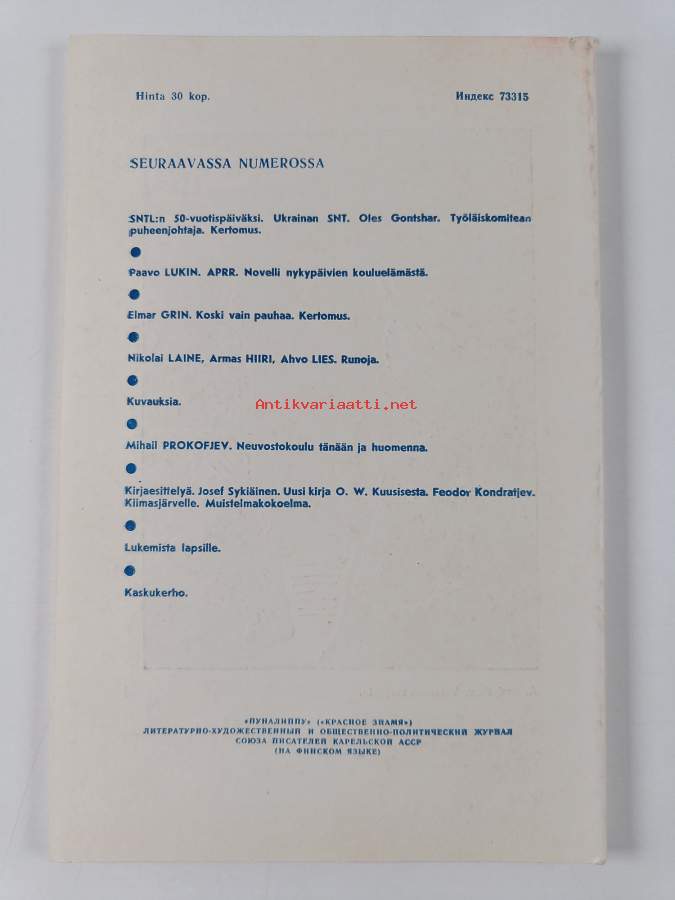 Hinta 30 kop. Индекс 73315
SEURAAVASSA NUMEROSSA
SNTL:n 50-vuotispäiväksi. Ukrainan SNT. Oles Gontshar. Työläiskomitean
puheenjohtaja. Kertomus.
Paavo LUKIN. APRR. Novelli nykypäivien kouluelämästä.
Elmar GRIN. Koski vain pauhaa. Kertomus.
Nikolai LAINE, Armas HIIRI, Ahvo LIES. Runoja.
Kuvauksia.
Antikvariaatti.net
Mihail PROKOFJEV. Neuvostokoulu tänään ja huomenna.
Kirjaesittelyä. Josef Sykiäinen. Uusi kirja O. W. Kuusisesta. Feodor Kondratjev.
Kiimasjärvelle. Muistelmakokoelma.
Lukemista lapsille.
Kaskukerho.
«ПУНАЛИППУ» («КРАСНОЕ ЗНАМЯ»)
ЛИТЕРАТУРНО-ХУДОЖЕСТВЕННЫЙ И ОБЩЕСТВЕННО-ПОЛИТИЧЕСКИЙ ЖУРНАЛ
СОЮЗА ПИСАТЕЛЕЙ КАРЕЛЬСКОЙ АССР
(НА ФИНСКОМ ЯЗЫКЕ)